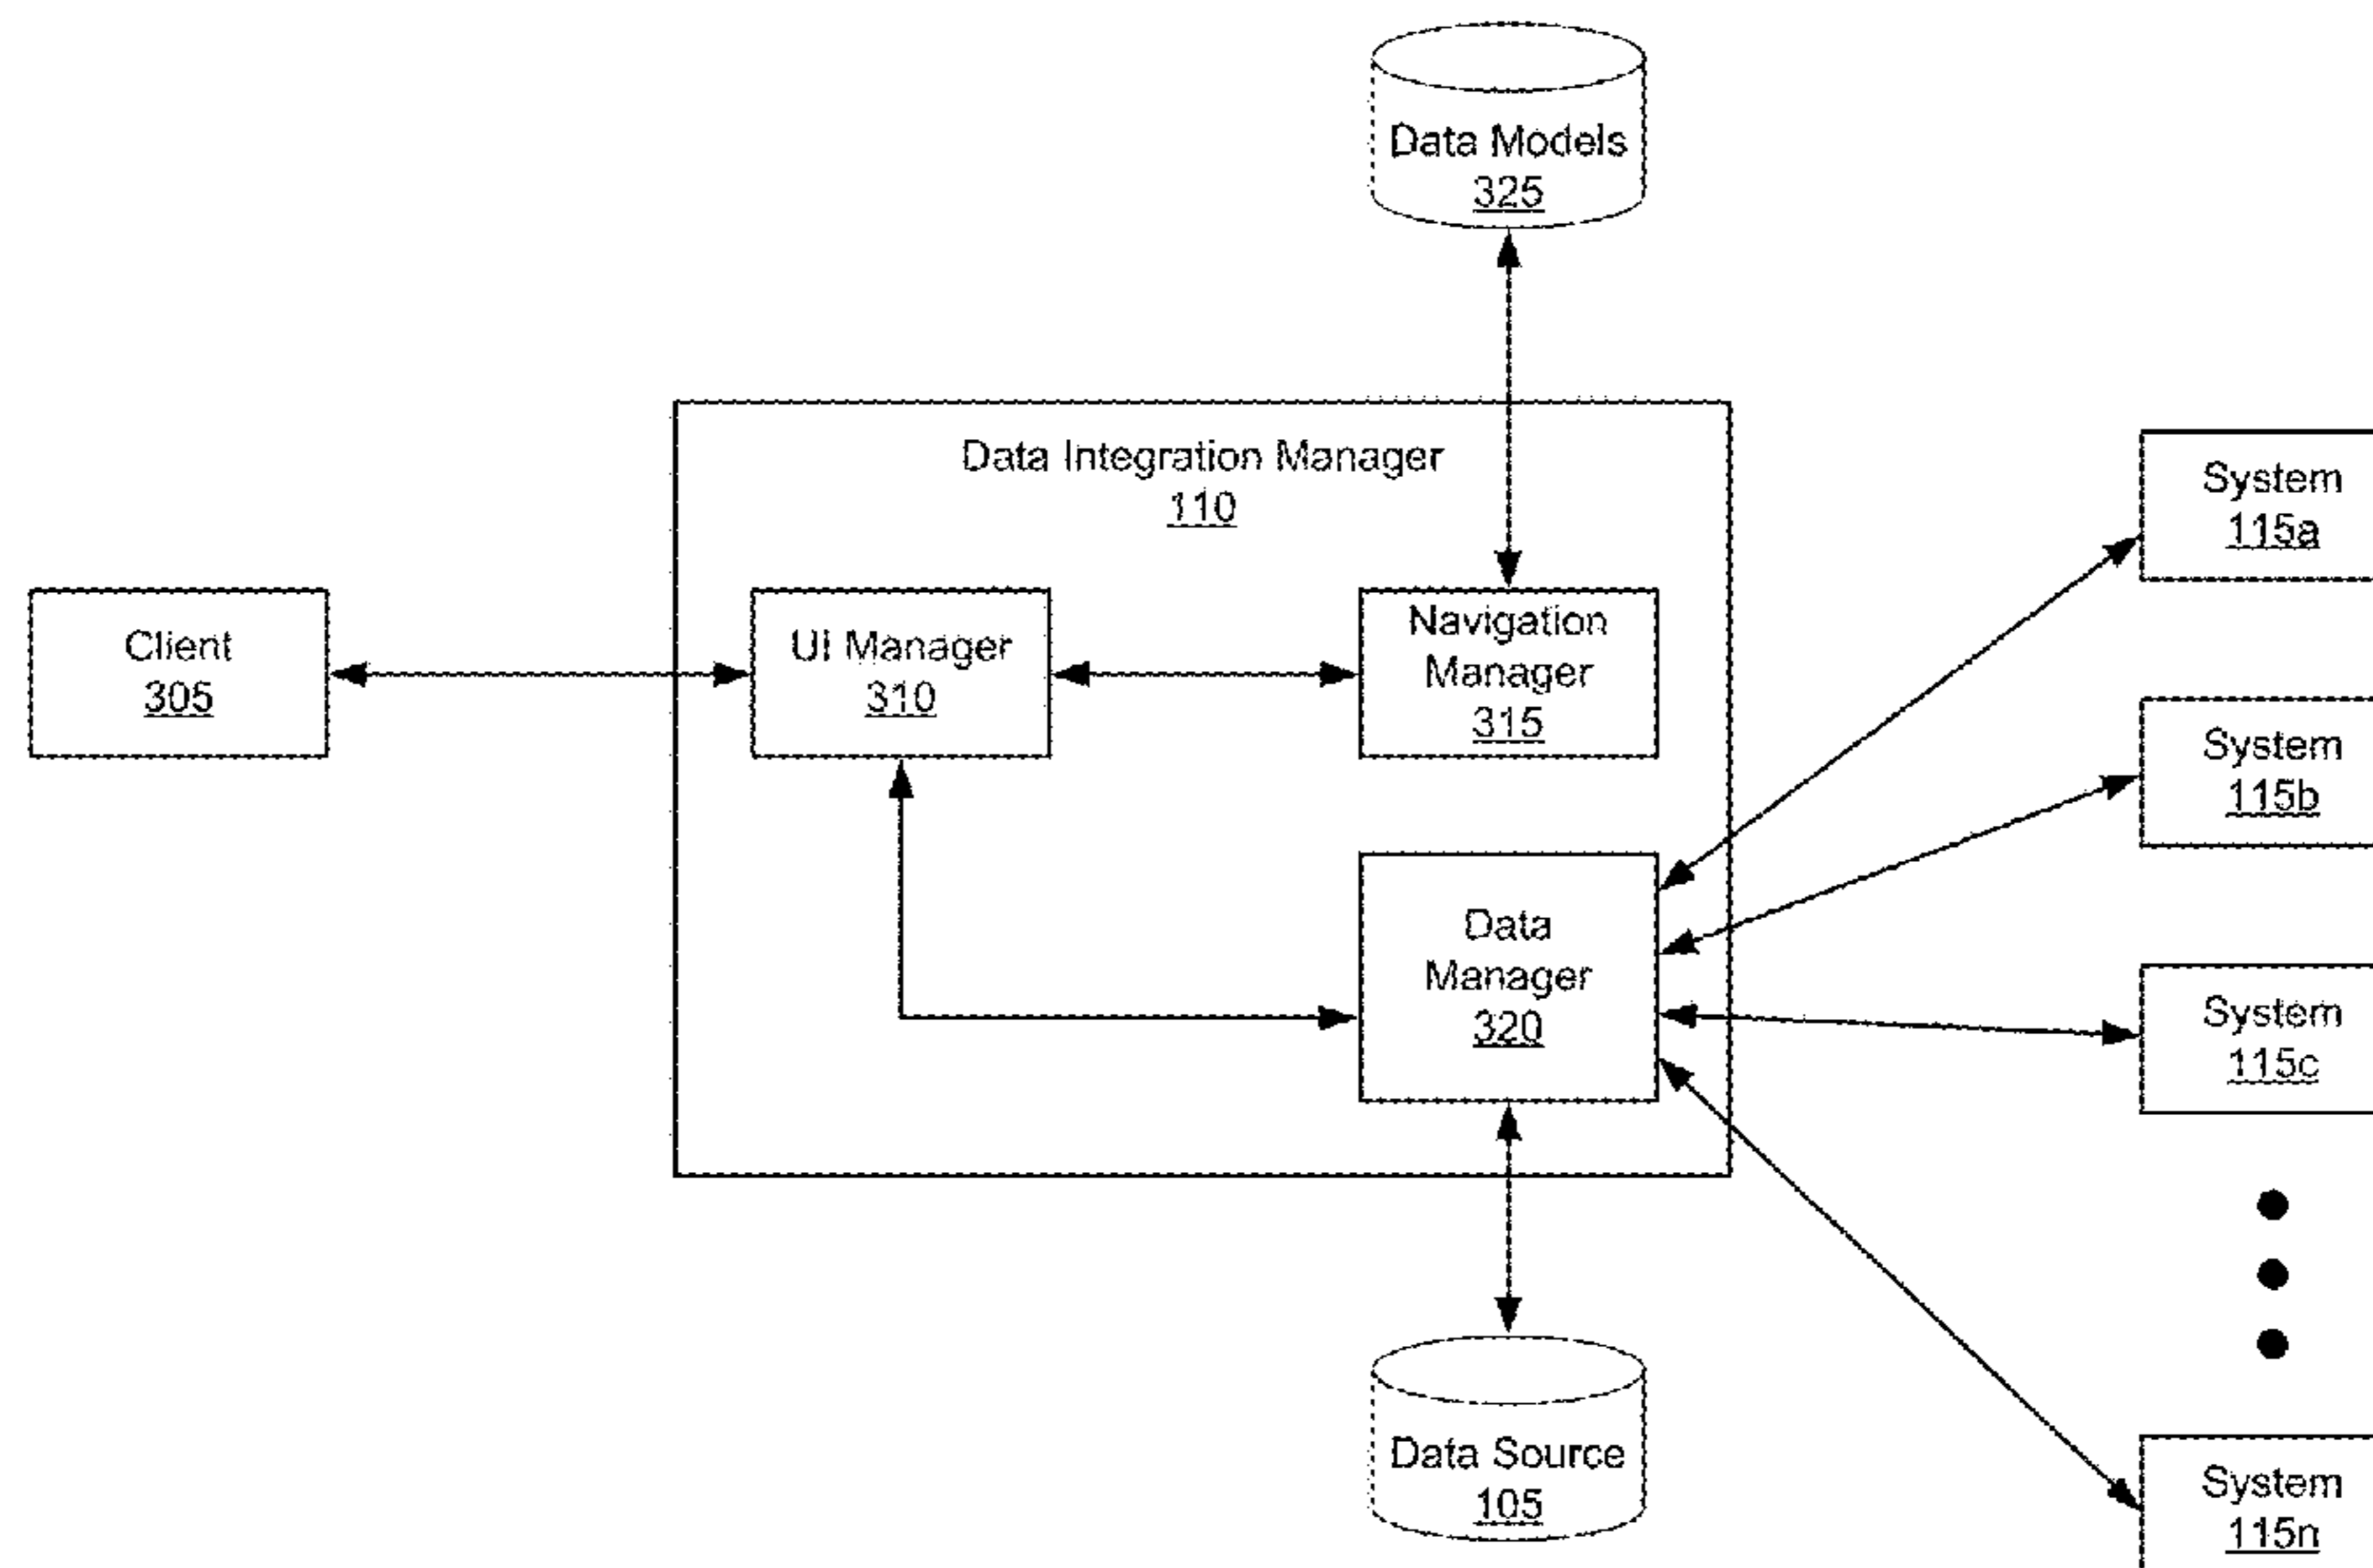 Data Models
325
Data Integration Manager
110
Client
305
UI Manager
310
Navigation
Manager
315
Data
Manager
320
Data Source
105
System
115a
System
115b
System
115c
System
115n